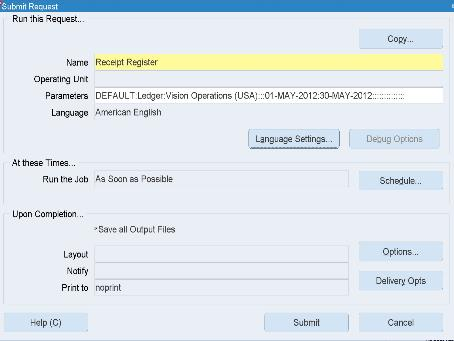 Submit Request
Run this Request...
Copy...
Name Receipt Register
Operating Unit
Parameters DEFAULT:Ledger:Vision Operations (USA):::01-MAY-2012:30-MAY-2012::::::::::::::
Language American English
Language Settings... Debug Options
At these Times...
Run the Job As Soon as Possible Schedule...
Upon Completion...
Save all Output Files
Layout Options...
Notify
Print to noprint Delivery Opts
Help (C) Submit Cancel